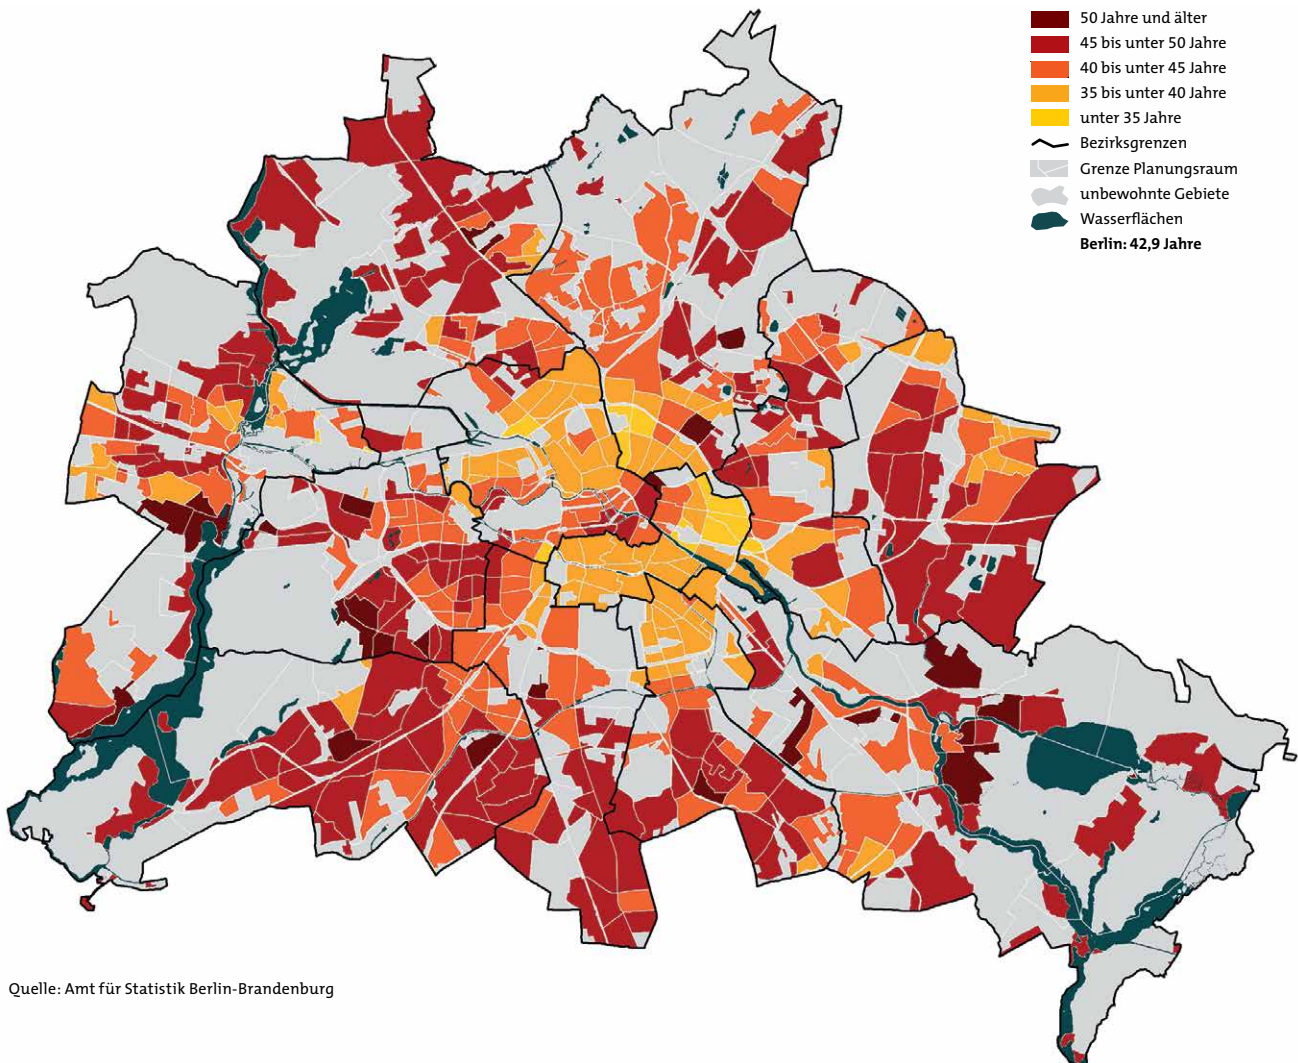 50 Jahre und älter
45 bis unter 50 Jahre
40 bis unter 45 Jahre
35 bis unter 40 Jahre
unter 35 Jahre
Bezirksgrenzen
Grenze Planungsraum
unbewohnte Gebiete
Wasserflächen
Berlin: 42,9 Jahre
Quelle: Amt für Statistik Berlin-Brandenburg